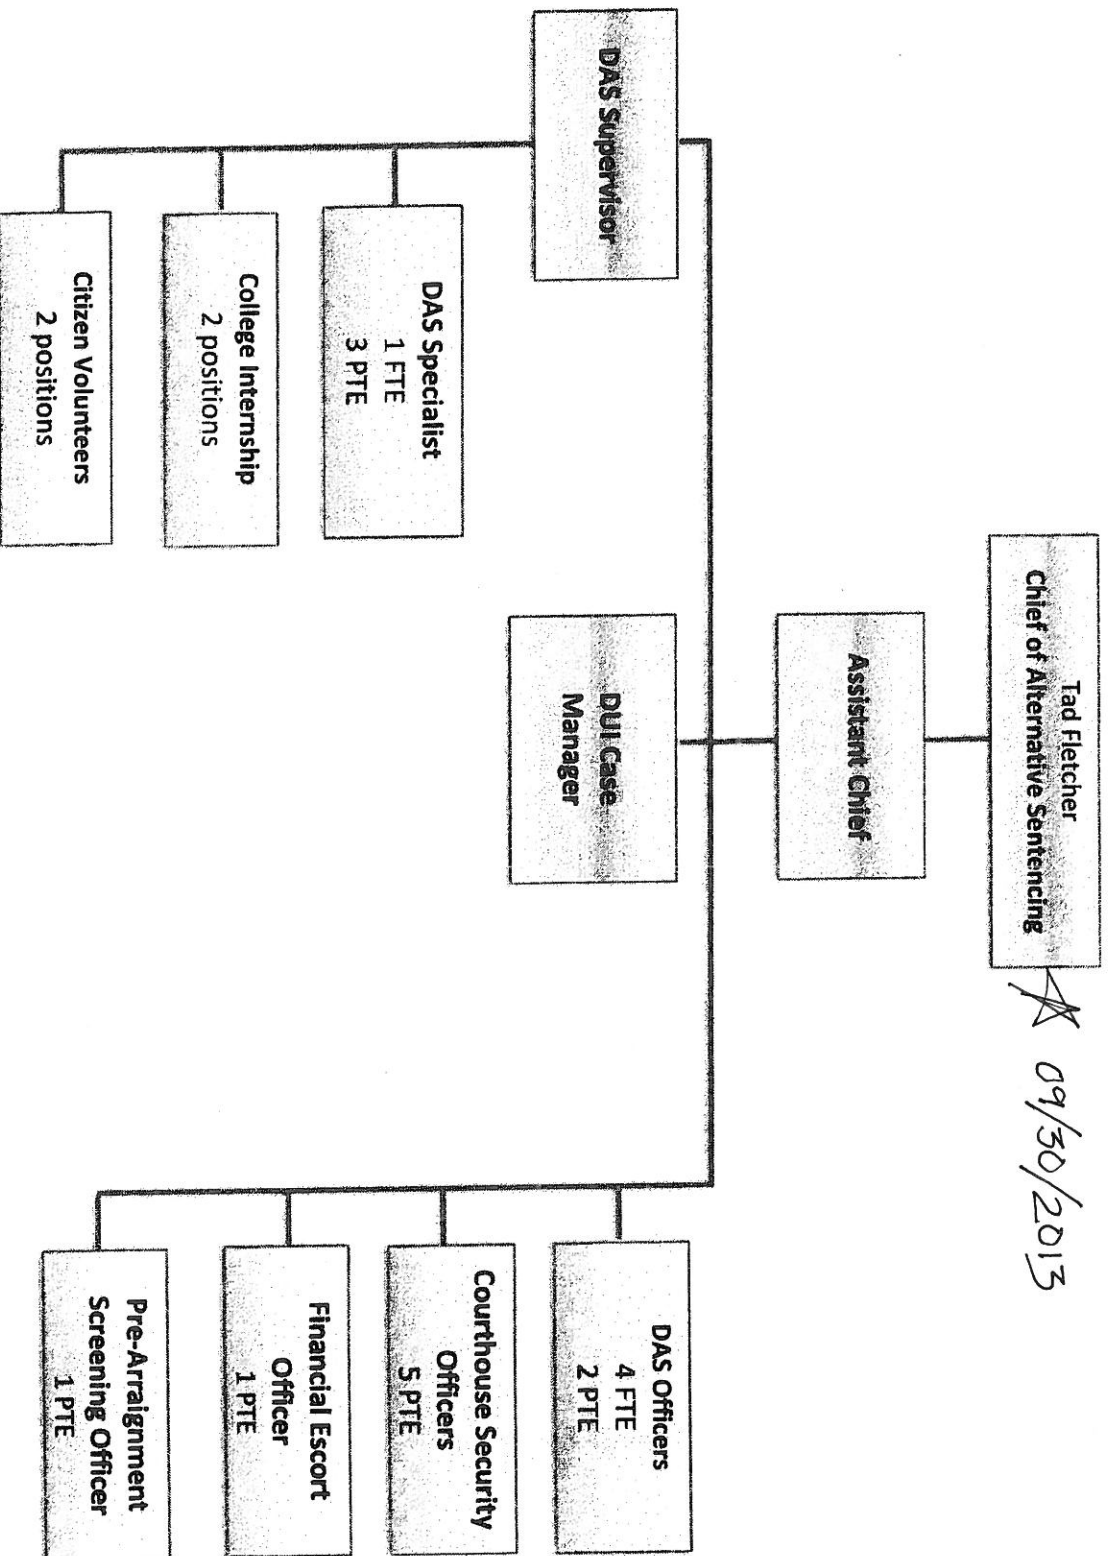 Tad Fletcher
Chief of Alternative Sentencing
09/30/2013
Assistant Chief
DAS Supervisor
DUI Case
Manager
DAS Specialist
1 FTE
3 PTE
College Internship
2 positions
Citizen Volunteers
2 positions
DAS Officers
4 FTE
2 PTE
Courthouse Security
Officers
5 PTE
Financial Escort
Officer
1 PTE
Pre-Arraignment
Screening Officer
1 PTE